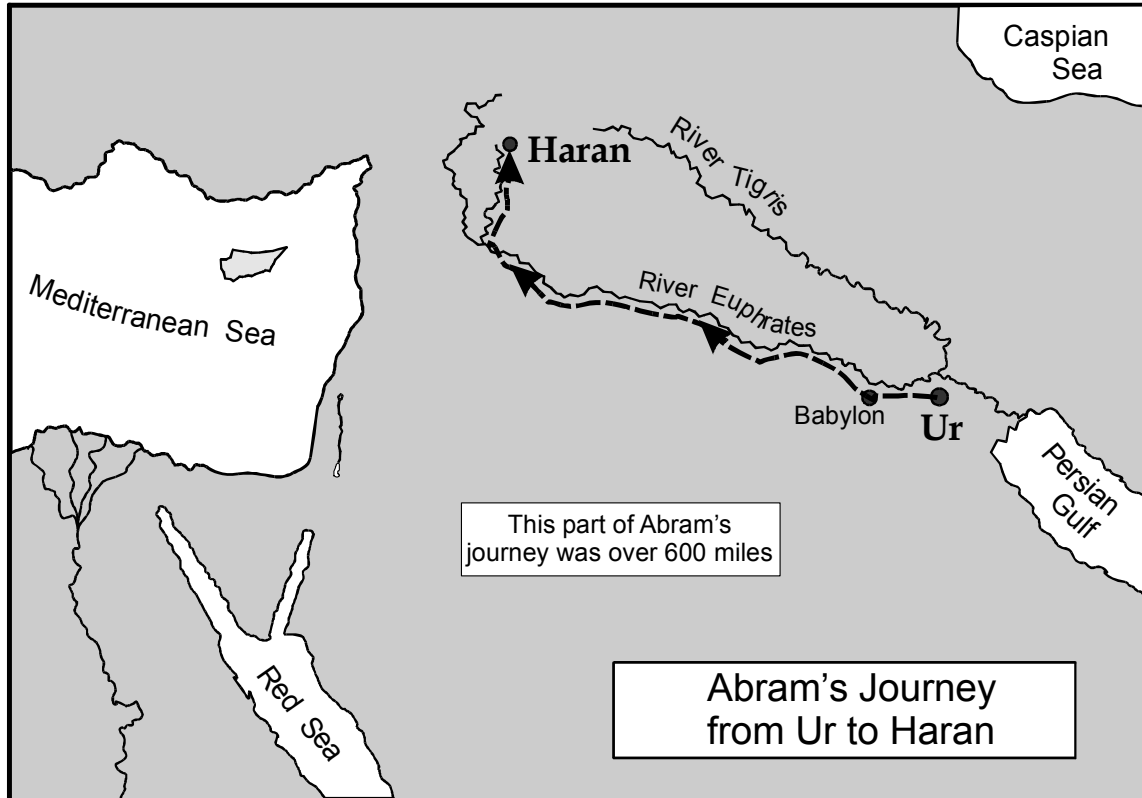 Caspian
Sea
River Tigris
Haran
Mediterranean Sea
River Euphrates
Babylon
Ur
Persian
Gulf
This part of Abram's
journey was over 600 miles
Red Sea
Abram's Journey
from Ur to Haran